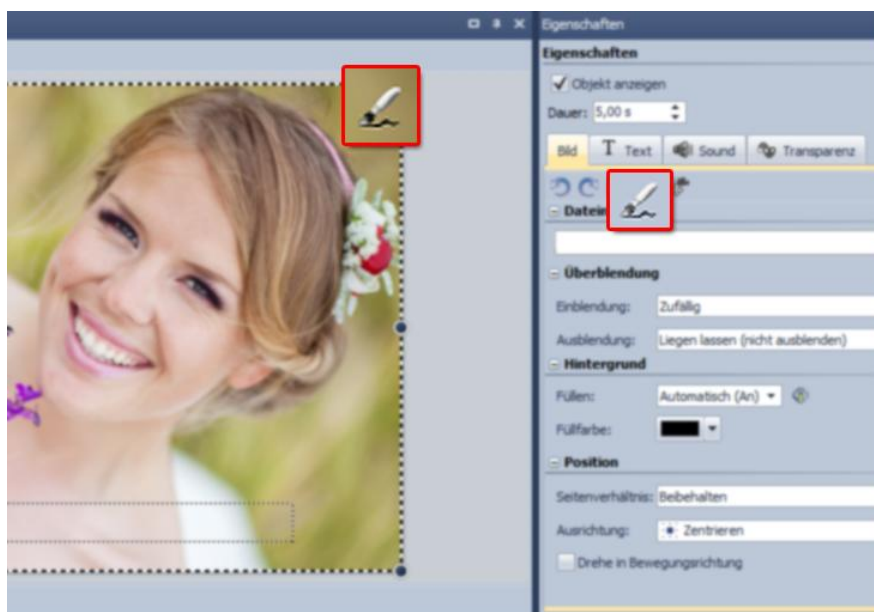 Eigenschaften
Eigenschaften
Objekt anzeigen
Dauer: 5,00 s
Bild T Text Sound Transparenz
Datein
Überblendung
Einblendung: Zufällig
Ausblendung: Liegen lassen (nicht ausblenden)
Hintergrund
Füllen: Automatisch (An)
Füllfarbe:
Position
Seitenverhältnis: Beibehalten
Ausrichtung: Zentrieren
Drehe in Bewegungsrichtung